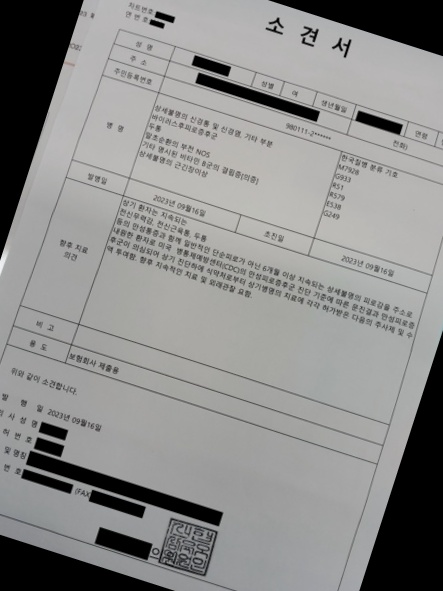 소견서
차트번호
연 번호
성 명
성별 여 생년월일 연령
주 소
전화)
주민등록번호 980111-2******
병 명
상세불명의 신경통 및 신경염, 기타 부분
바이러스후피로증후군
두통
말초순환의 부전 NOS
기타 명시된 비타민 B군의 결핍증[의증]
상세불명의 근긴장이상
한국질병 분류 기호
M7928
G933
R51
R579
E538
G249
발병일 2023년 09월16일 초진일 2023년 09월16일
향후 치료
의견
상기 환자는 지속되는
전신무력감, 전신근육통, 두통
등의 만성통증과 함께 일반적인 단순피로가 아닌 6개월 이상 지속되는 상세불명의 피로감을 주소로
내원한 환자로 미국 병통제예방센터(CDC)의 만성피로증후군 진단 기준에 따른 문진결과 만성피로증
후군이 의심되어 상기 진단하에 식약처로부터 상기병명의 치료에 각각 허가받은 다음의 주사제 및 수
액 투여함. 향후 지속적인 치료 및 외래관찰 요함.
비 고
용 도 보험회사 제출용
위와 같이 소견합니다.
발 행 일 2023년 09월16일
의 사 성 명
허 번 호
및 명칭
번 호 (FAX